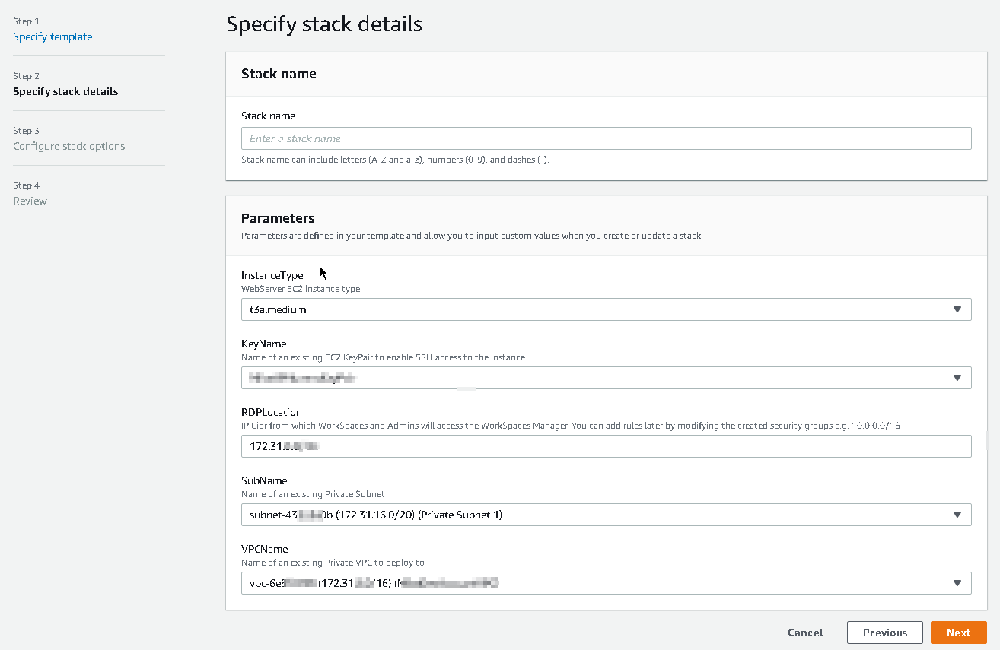 Step 1
Specify template
Step 2
Specify stack details
Step 3
Configure stack options
Step 4
Review
Specify stack details
Stack name
Stack name
Enter a stack name
Stack name can include letters (A-Z and a-z), numbers (0-9), and dashes (-).
Parameters
Parameters are defined in your template and allow you to input custom values when you create or update a stack.
InstanceType
WebServer EC2 instance type
t3a.medium
KeyName
Name of an existing EC2 KeyPair to enable SSH access to the instance
RDPLocation
IP Cidr from which WorkSpaces and Admins will access the WorkSpaces Manager. You can add rules later by modifying the created security groups e.g. 10.0.0.0/16
172.31.
SubName
Name of an existing Private Subnet
subnet-43 0b (172.31.16.0/20) (Private Subnet 1)
VPCName
Name of an existing Private VPC to deploy to
vpc-6e8 (172.31 /16) (
Cancel
Previous
Next